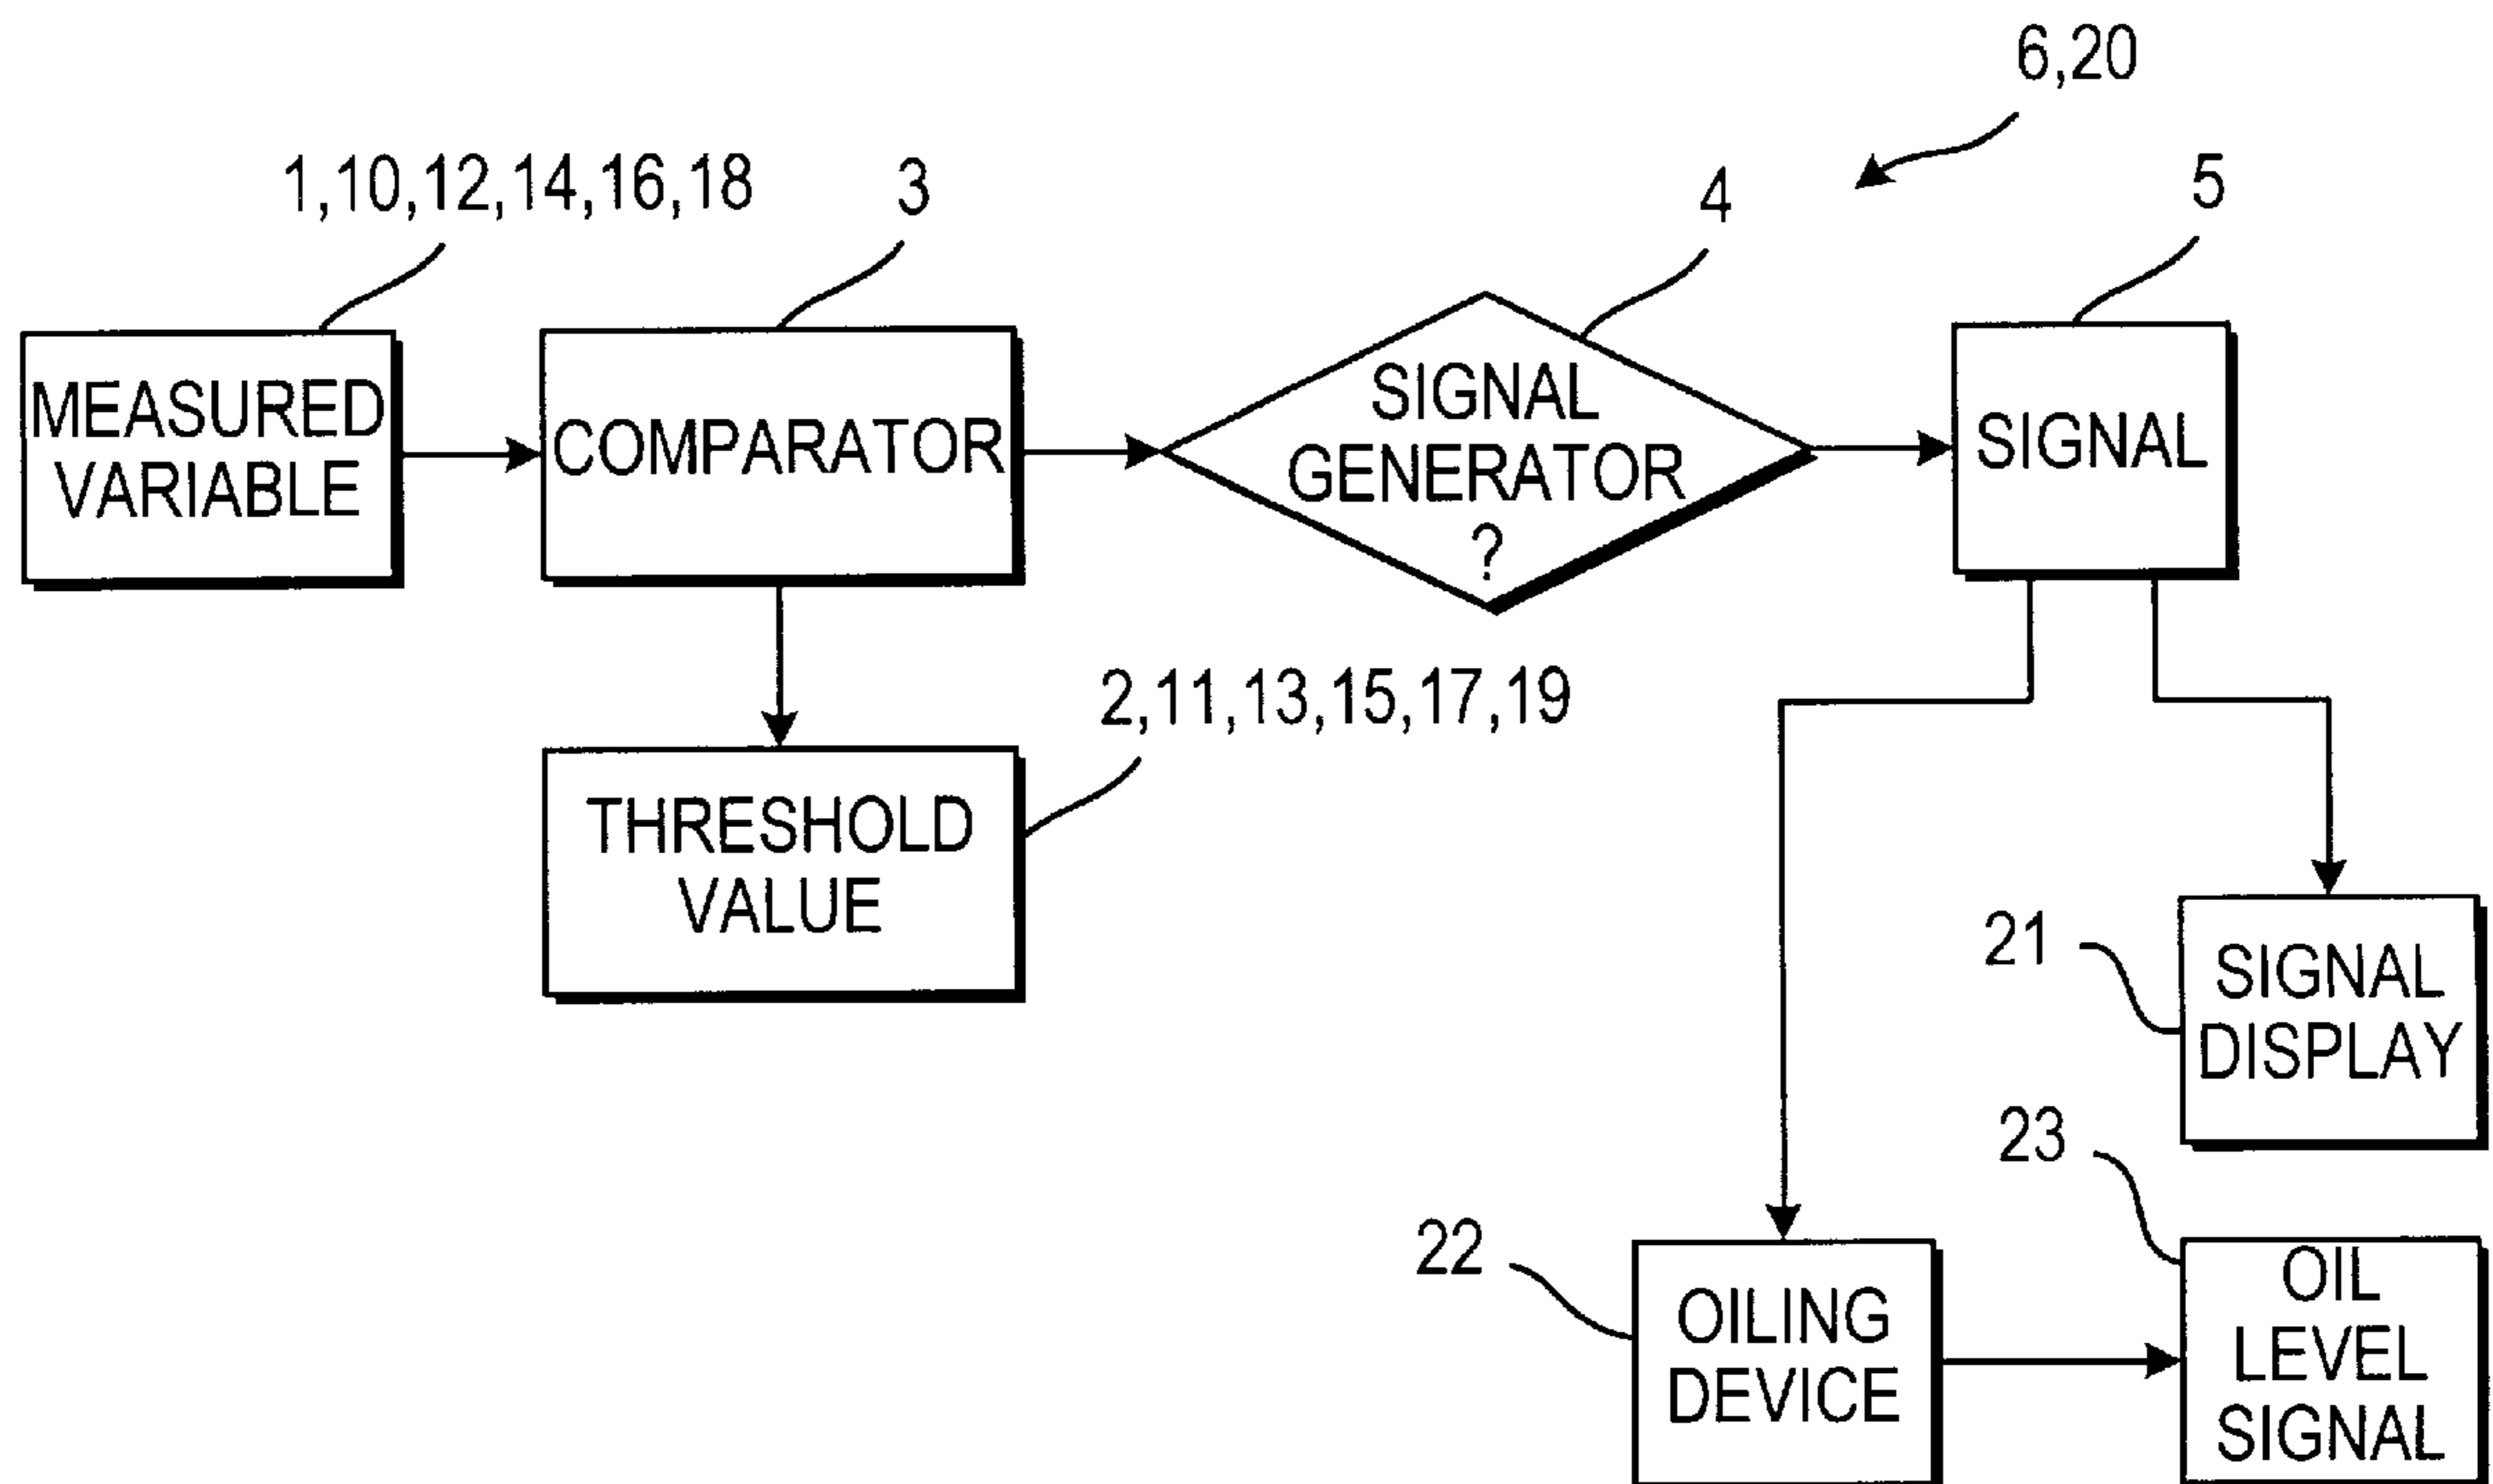 6,20
1,10,12,14,16,18
3
4
5
MEASURED
VARIABLE
COMPARATOR
SIGNAL
GENERATOR
?
SIGNAL
2,11,13,15,17,19
THRESHOLD
VALUE
21
SIGNAL
DISPLAY
22
OILING
DEVICE
23
OIL
LEVEL
SIGNAL